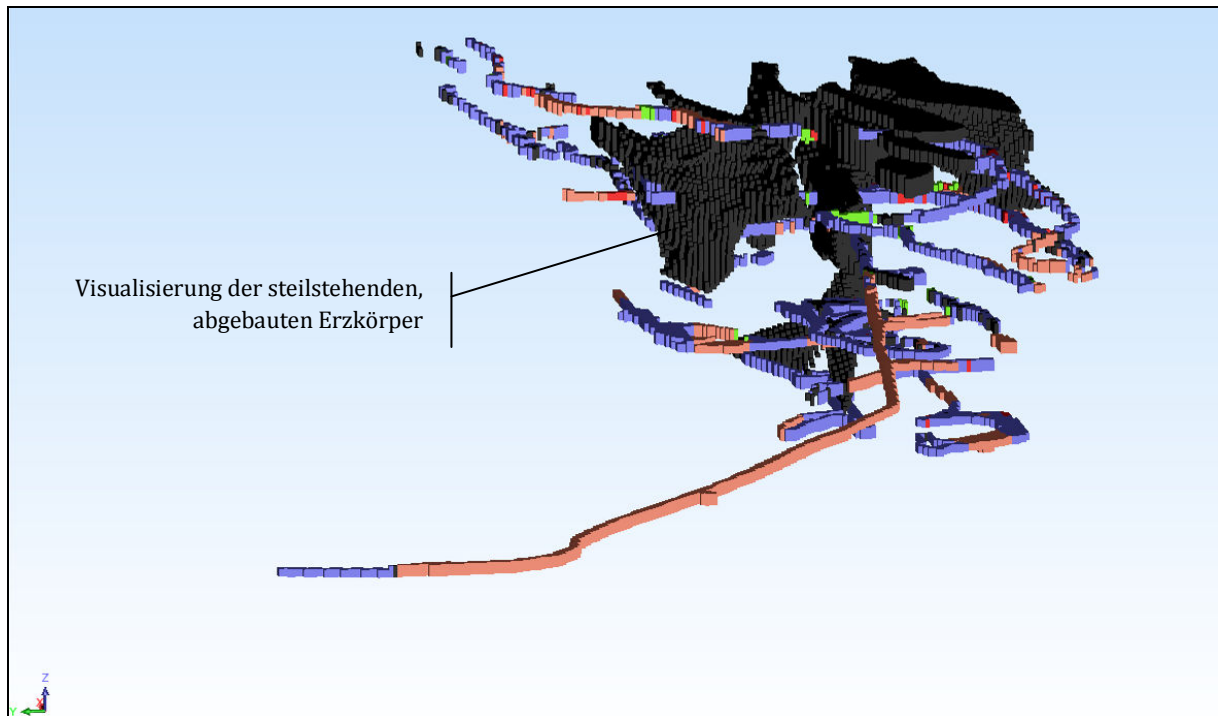 Visualisierung der steilstehenden,
abgebauten Erzkörper
Z
X
Y